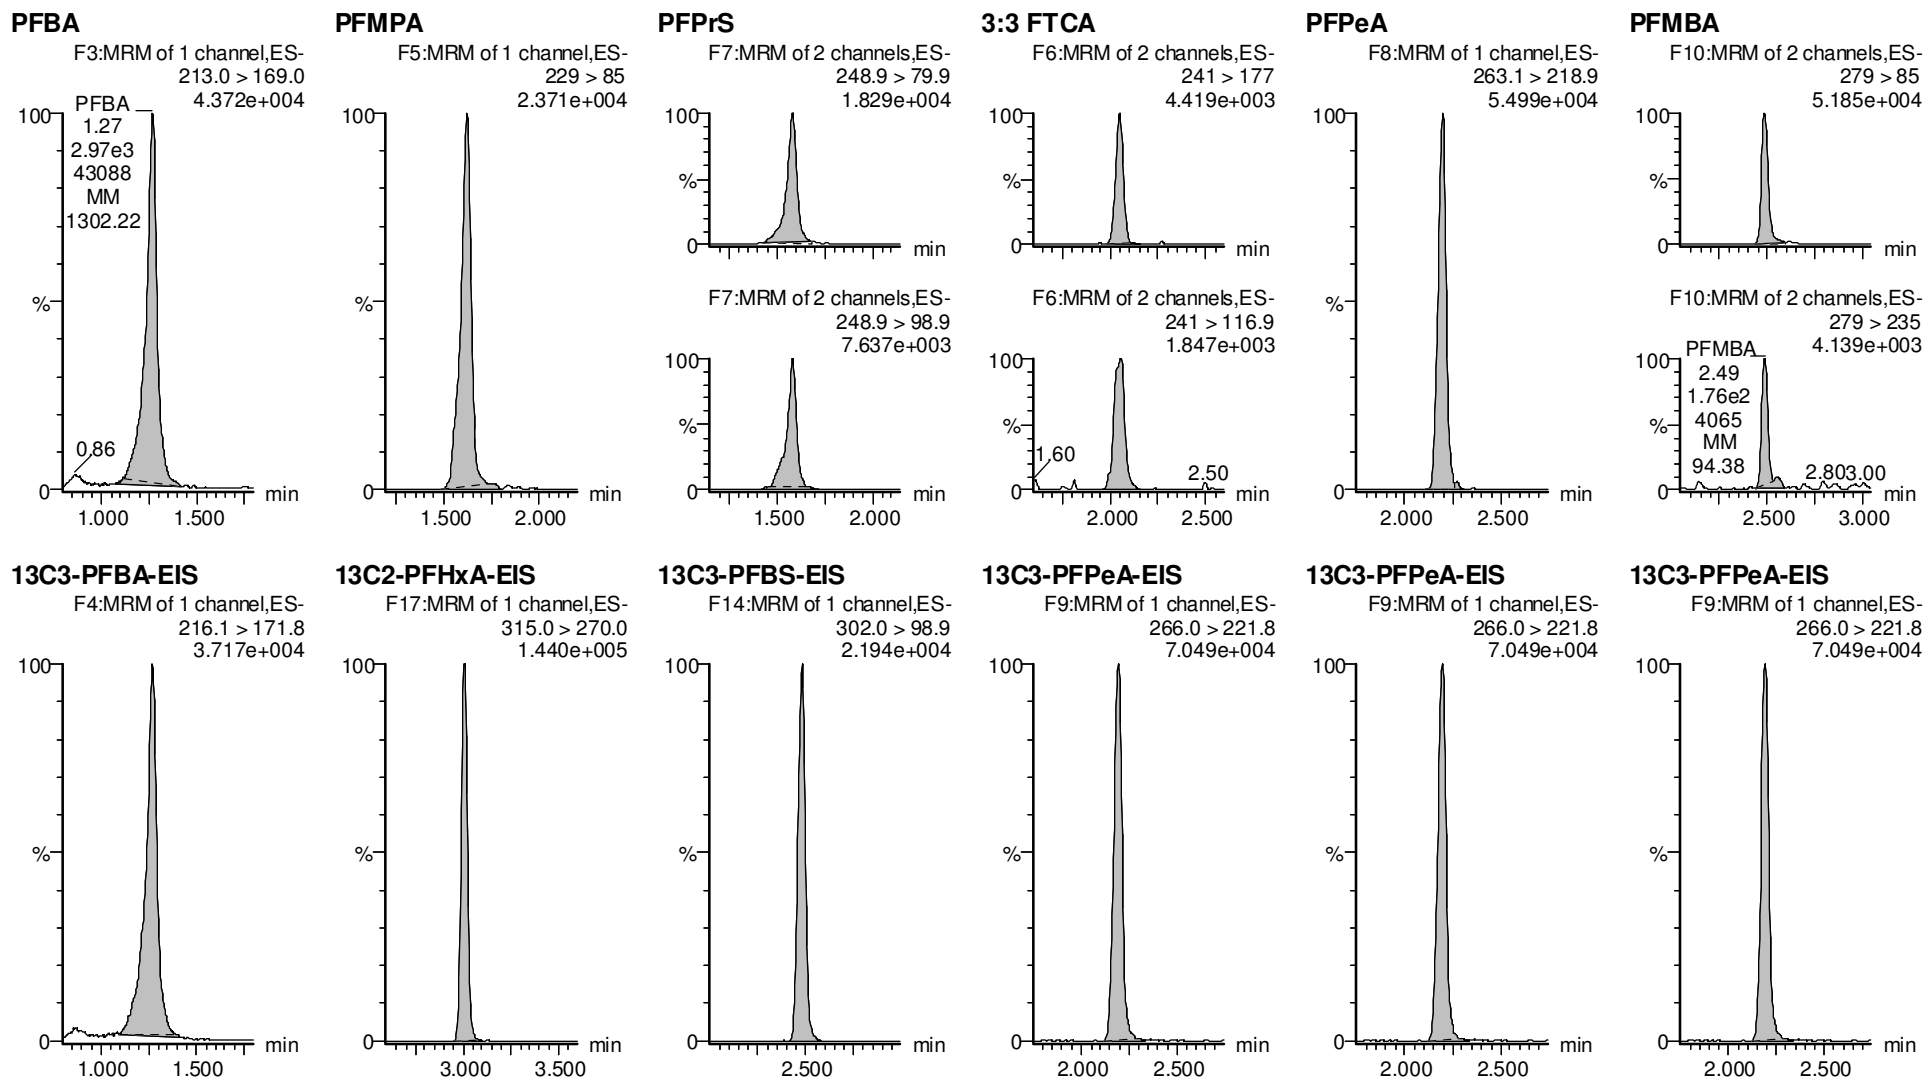 PFBA
F3:MRM of 1 channel,ES-
213.0 > 169.0
4.372e+004
PFBA
1.27
2.97e3
43088
MM
1302.22
100
%
0
0.86
min
1.000 1.500
PFMPA
F5:MRM of 1 channel,ES-
229 > 85
2.371e+004
100
%
0
min
1.500 2.000
PFPrS
F7:MRM of 2 channels,ES-
248.9 > 79.9
1.829e+004
100
%
0
min
F7:MRM of 2 channels,ES-
248.9 > 98.9
7.637e+003
100
%
0
min
1.500 2.000
3:3 FTCA
F6:MRM of 2 channels,ES-
241 > 177
4.419e+003
100
%
0
min
F6:MRM of 2 channels,ES-
241 > 116.9
1.847e+003
100
%
0
1.60
2.50
min
2.000 2.500
PFPeA
F8:MRM of 1 channel,ES-
263.1 > 218.9
5.499e+004
100
%
0
min
2.000 2.500
PFMBA
F10:MRM of 2 channels,ES-
279 > 85
5.185e+004
100
%
0
min
F10:MRM of 2 channels,ES-
279 > 235
4.139e+003
PFMBA
2.49
1.76e2
4065
MM
94.38
100
%
0
2.80 3.00
min
2.500 3.000
13C3-PFBA-EIS
F4:MRM of 1 channel,ES-
216.1 > 171.8
3.717e+004
100
%
0
min
1.000 1.500
13C2-PFHxA-EIS
F17:MRM of 1 channel,ES-
315.0 > 270.0
1.440e+005
100
%
0
min
3.000 3.500
13C3-PFBS-EIS
F14:MRM of 1 channel,ES-
302.0 > 98.9
2.194e+004
100
%
0
min
2.500
13C3-PFPeA-EIS
F9:MRM of 1 channel,ES-
266.0 > 221.8
7.049e+004
100
%
0
min
2.000 2.500
13C3-PFPeA-EIS
F9:MRM of 1 channel,ES-
266.0 > 221.8
7.049e+004
100
%
0
min
2.000 2.500
13C3-PFPeA-EIS
F9:MRM of 1 channel,ES-
266.0 > 221.8
7.049e+004
100
%
0
min
2.000 2.500